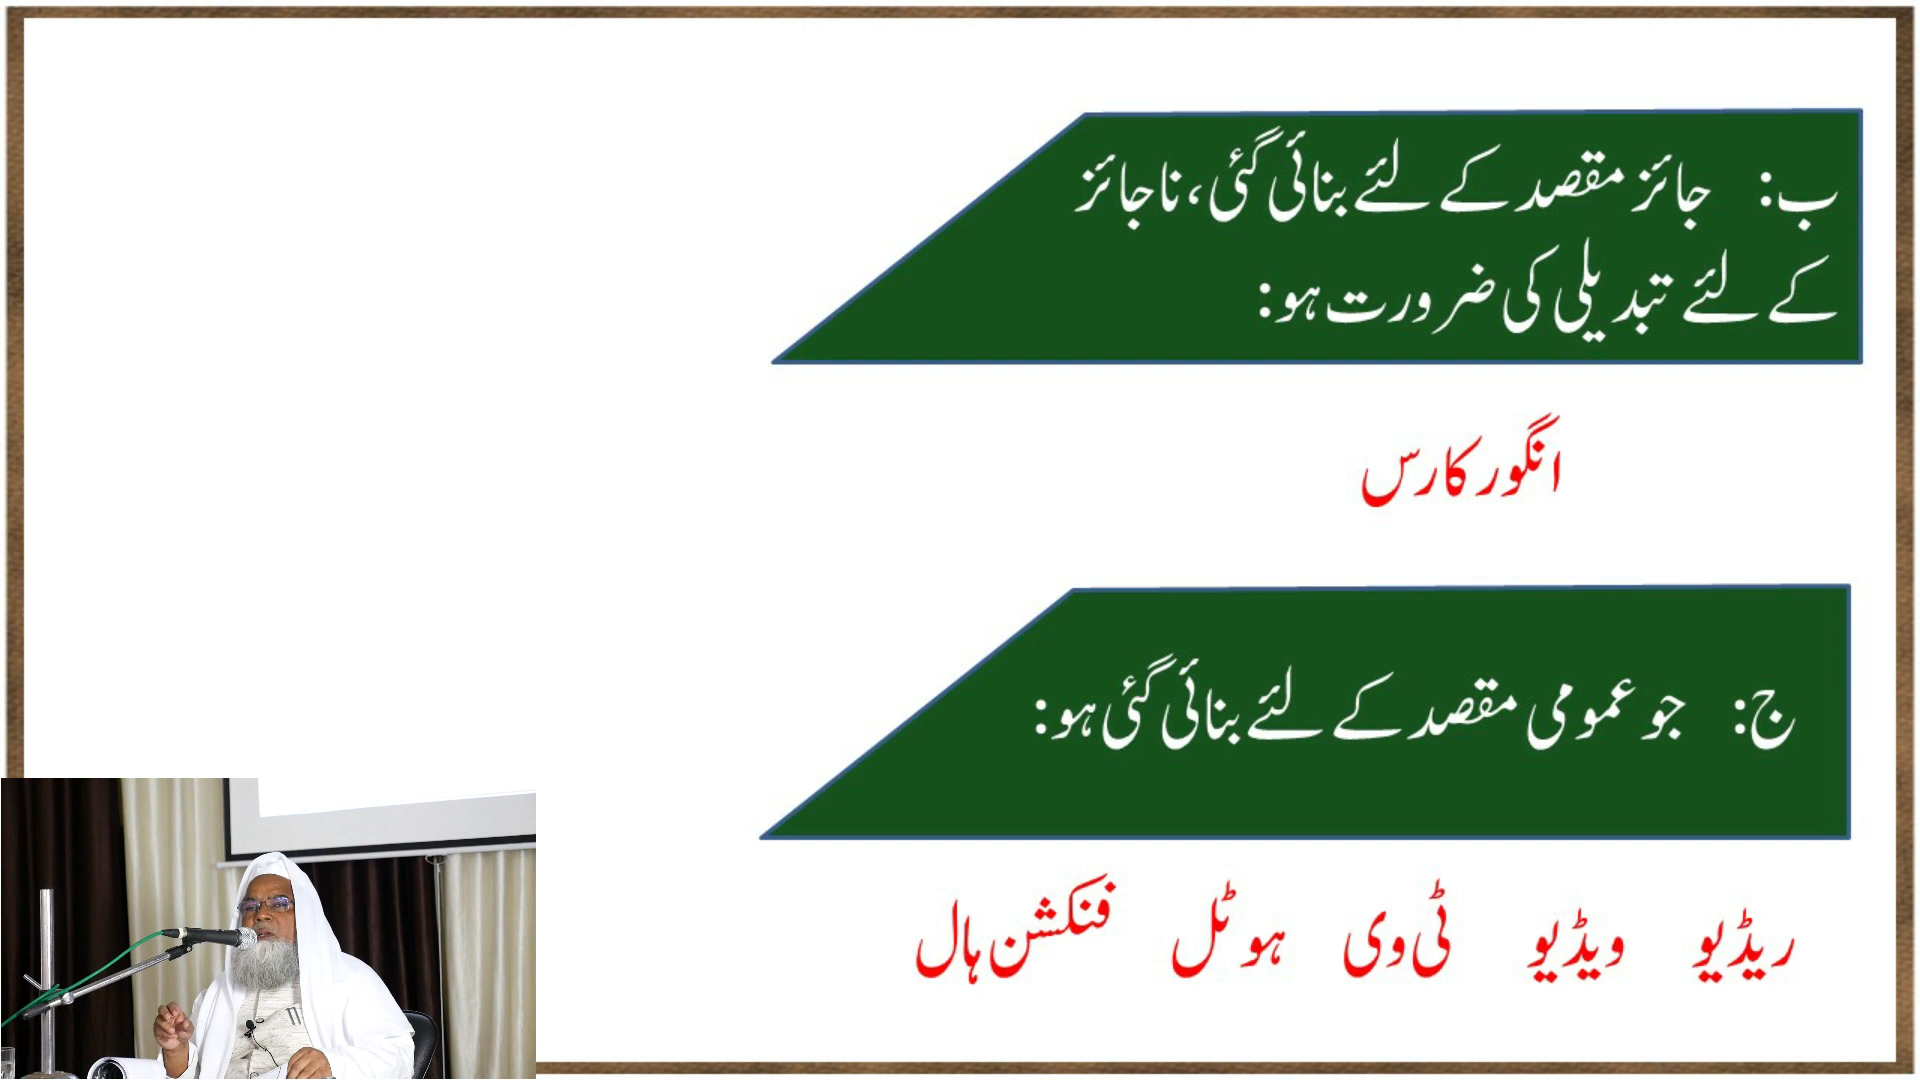 ب: جائز مقصد کے لئے بنائی گئی، ناجائز
کے لئے تبدیلی کی ضرورت ہو:
انگور کا رس
ج: جو عمومی مقصد کے لئے بنائی گئی ہو:
ریڈیو ویڈیو ٹی وی ہوٹل فنکشن ہال